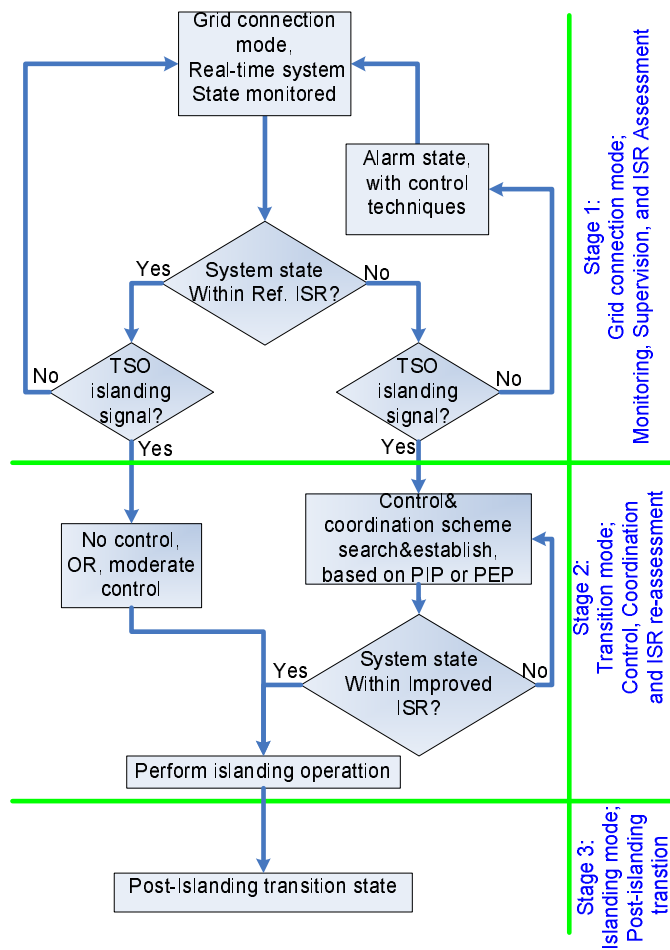 Grid connection
mode,
Real-time system
State monitored
Alarm state,
with control
techniques
Yes
System state
Within Ref. ISR?
No
No
TSO
islanding
signal?
Yes
TSO
islanding
signal?
No
Yes
Stage 1:
Grid connection mode;
Monitoring, Supervision, and ISR Assessment
No control,
OR, moderate
control
Control&
coordination scheme
search&establish,
based on PIP or PEP
Yes
System state
Within Improved
ISR?
No
Perform islanding operattion
Stage 2:
Transition mode;
Control, Coordination
and ISR re-assessment
Post-Islanding transition state
Stage 3:
Islanding mode;
Post-islanding
transtion